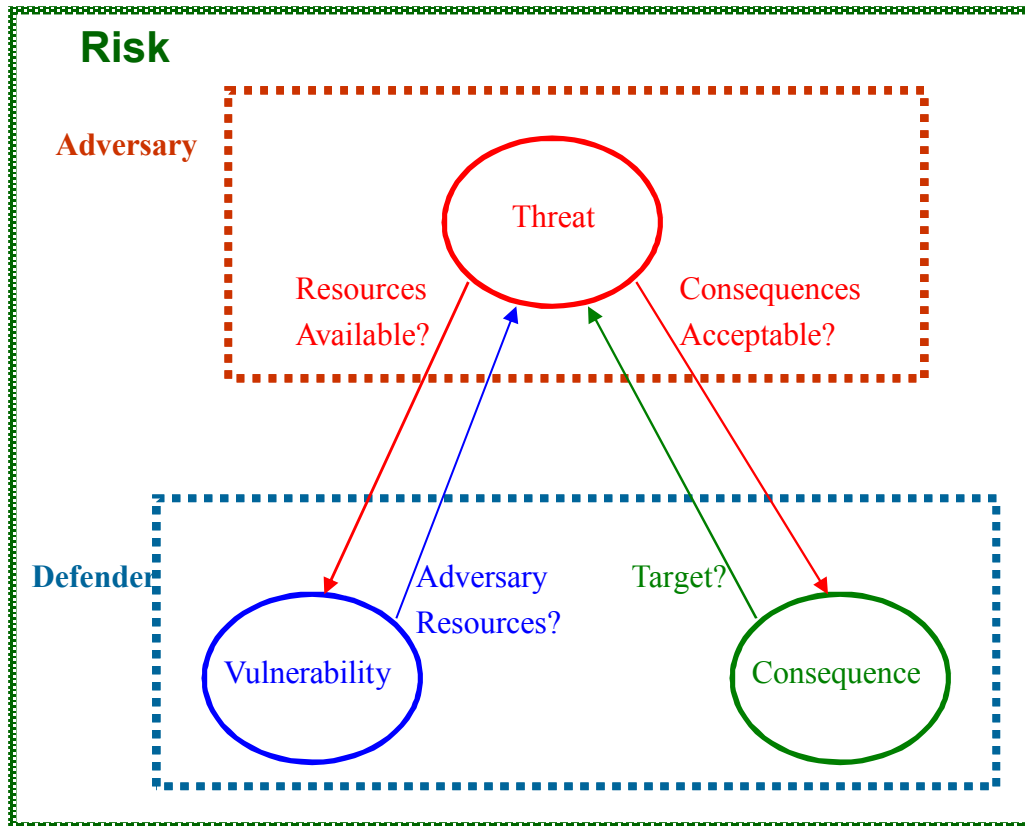 Risk
Adversary
Threat
Resources
Available?
Consequences
Acceptable?
Defender
Adversary
Resources?
Target?
Vulnerability
Consequence